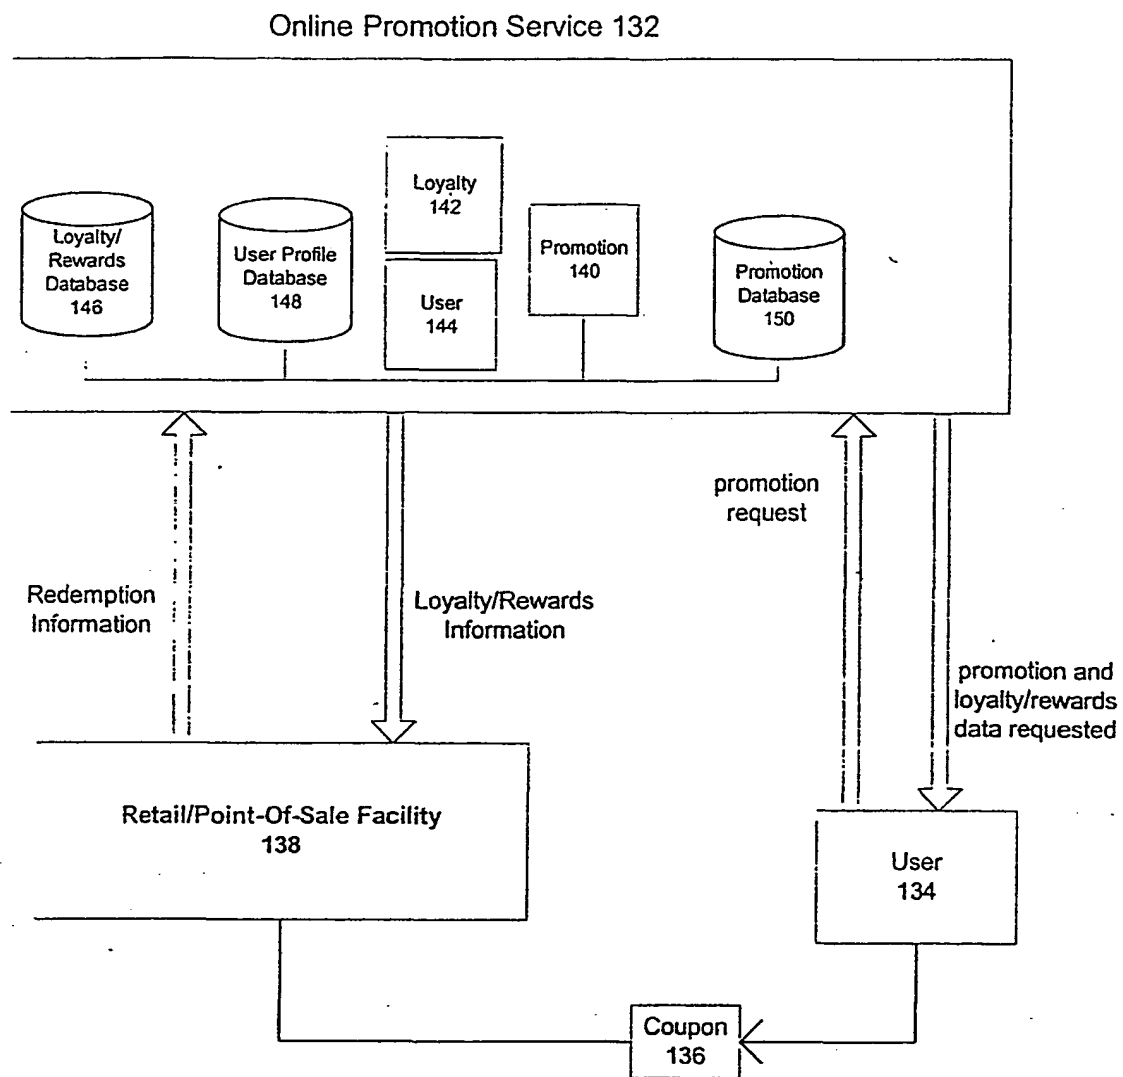 Online Promotion Service 132
Loyalty
142
Loyalty/
Rewards
Database
146
User Profile
Database
148
Promotion
140
Promotion
Database
150
User
144
promotion
request
Redemption
Information
Loyalty/Rewards
Information
promotion and
loyalty/rewards
data requested
Retail/Point-Of-Sale Facility
138
User
134
Coupon
136